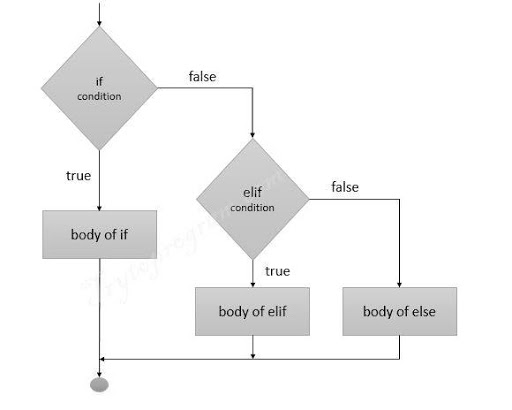 if
condition
false
true
elif
condition
false
body of if
true
body of elif
body of else